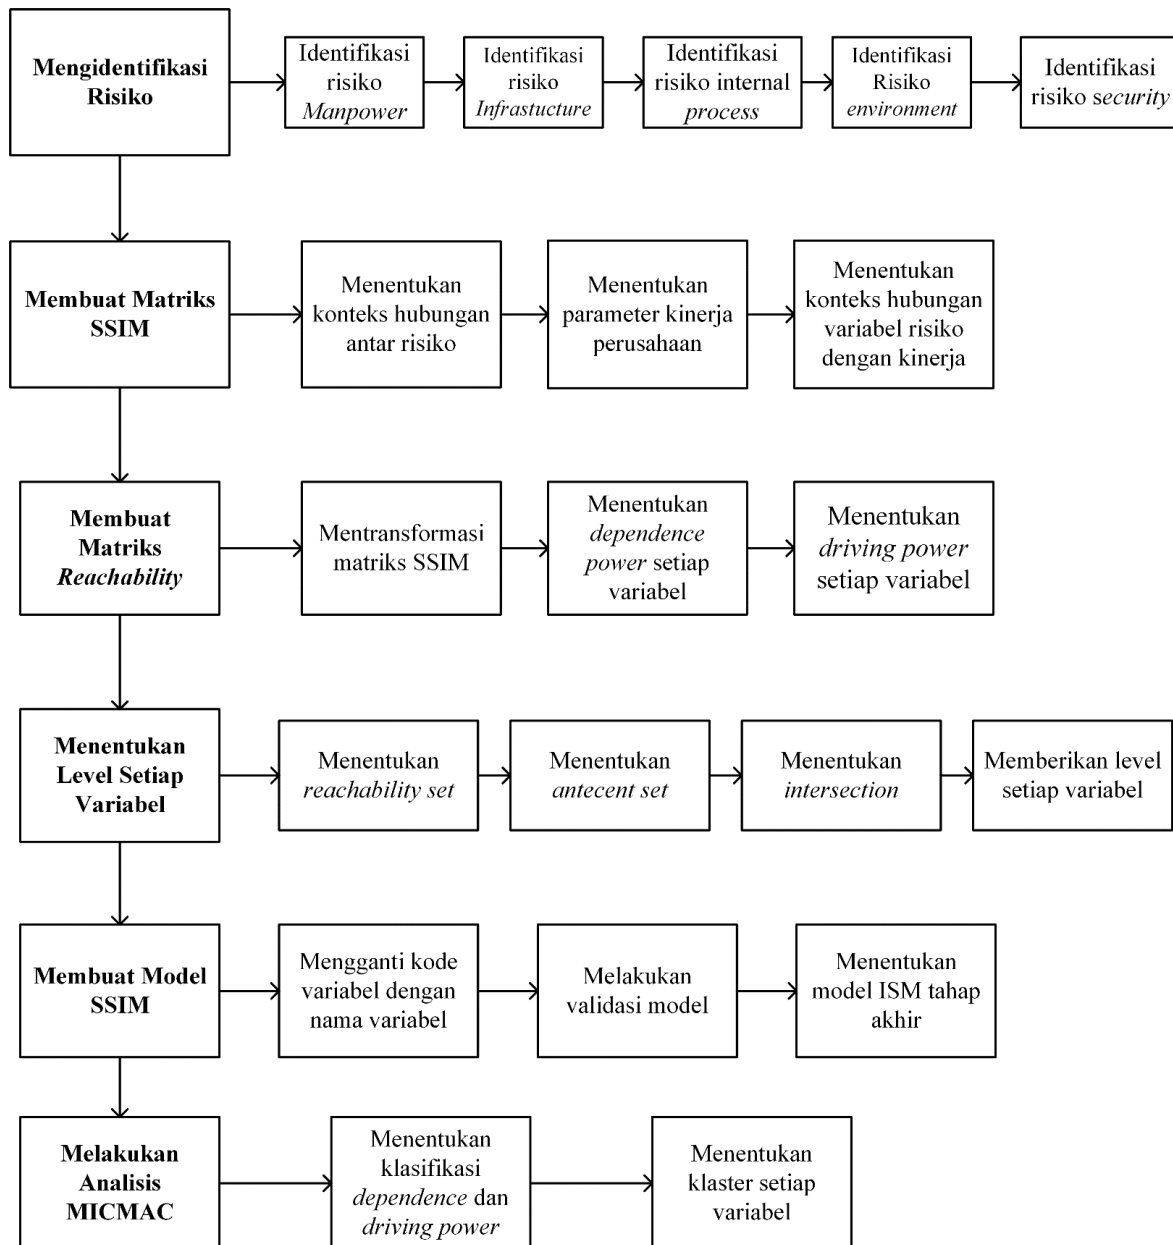 Mengidentifikasi
Risiko
Identifikasi
risiko
Manpower
Identifikasi
risiko
Infrastucture
Identifikasi
risiko internal
process
Identifikasi
Risiko
environment
Identifikasi
risiko security
Membuat Matriks
SSIM
Menentukan
konteks hubungan
antar risiko
Menentukan
parameter kinerja
perusahaan
Menentukan
konteks hubungan
variabel risiko
dengan kinerja
Membuat
Matriks
Reachability
Mentransformasi
matriks SSIM
Menentukan
dependence
power setiap
variabel
Menentukan
driving power
setiap variabel
Menentukan
Level Setiap
Variabel
Menentukan
reachability set
Menentukan
antecent set
Menentukan
intersection
Memberikan level
setiap variabel
Membuat Model
SSIM
Mengganti kode
variabel dengan
nama variabel
Melakukan
validasi model
Menentukan
model ISM tahap
akhir
Melakukan
Analisis
MICMAC
Menentukan
klasifikasi
dependence dan
driving power
Menentukan
klaster setiap
variabel